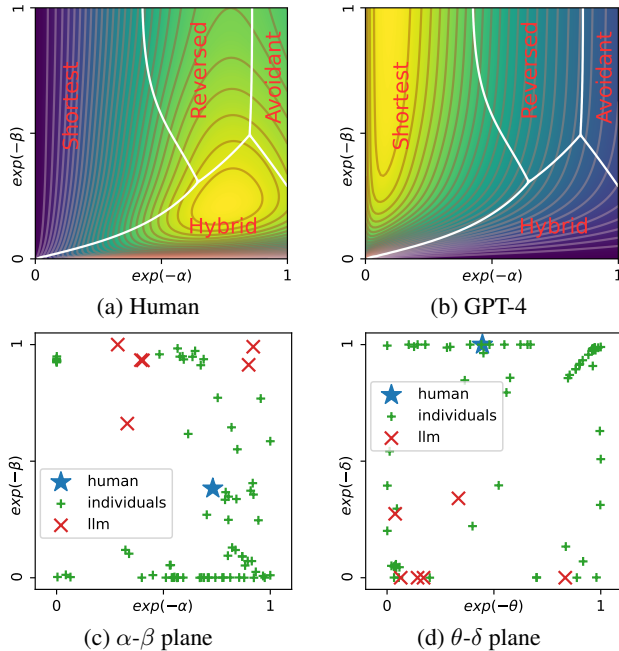 1
exp(−β)
0
Shortest
Reversed
Avoidant
Hybrid
0
exp(−α)
1
(a) Human
1
exp(−β)
0
Shortest
Reversed
Avoidant
Hybrid
0
exp(−α)
1
(b) GPT-4
1
exp(−β)
0
human
individuals
llm
0
exp(−α)
1
(c) α-β plane
1
exp(−δ)
0
human
individuals
llm
0
exp(−θ)
1
(d) θ-δ plane